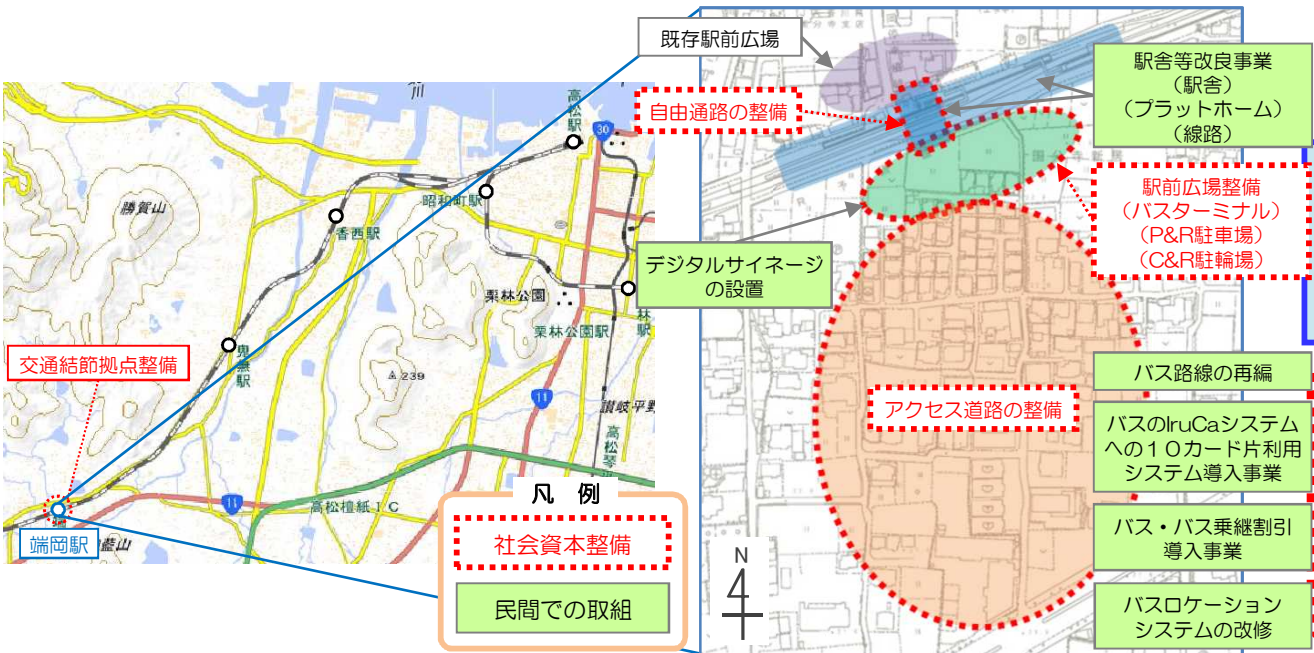 川
高松駅
30
昭和町駅
勝賀山
香西駅
栗林公園
栗林公園駅
林駅
鬼無駅
239
11
讃岐平野
高松琴
交通結節拠点整備
11
高松檀紙IC
端岡駅
藍山
凡 例
社会資本整備
民間での取組
既存駅前広場
自由通路の整備
駅舎等改良事業
(駅舎)
(プラットホーム)
(線路)
駅前広場整備
(バスターミナル)
(P&R駐車場)
(C&R駐輪場)
デジタルサイネージ
の設置
アクセス道路の整備
バス路線の再編
バスのIruCaシステム
への10カード片利用
システム導入事業
バス・バス乗継割引
導入事業
バスロケーション
システムの改修
N